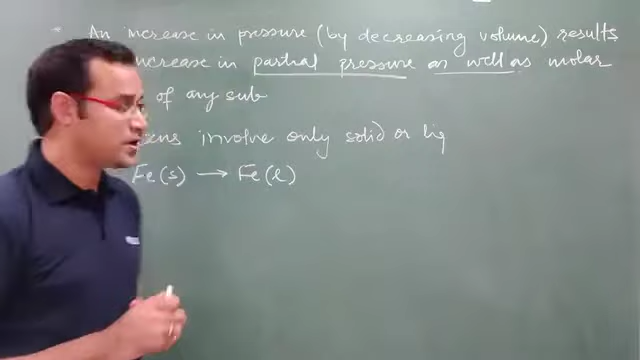 * An increase in pressure (by decreasing volume) results
increase in partial pressure as well as molar
of any sub
involve only solid or liq
Fe(s) → Fe(l)